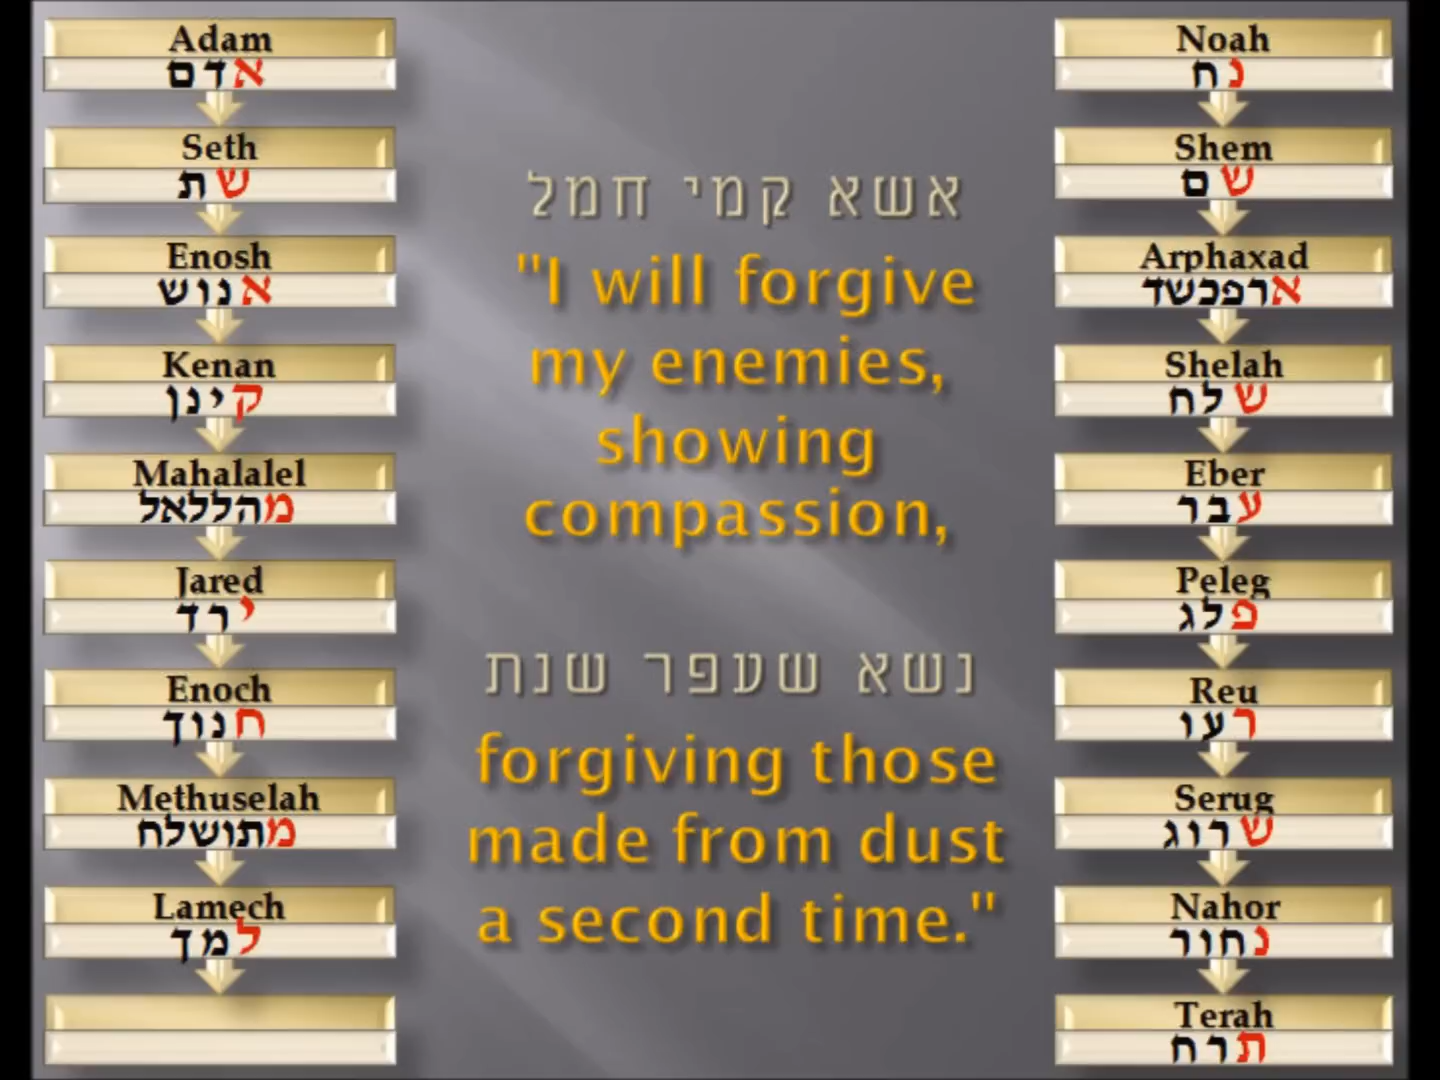 Adam
אדם
Seth
שת
Enosh
אנוש
Kenan
קינן
Mahalalel
מהללאל
Jared
ירד
Enoch
חנוך
Methuselah
מתושלח
Lamech
למך
אשא קמי חמל
"I will forgive
my enemies,
showing
compassion,
נשא שעפר שנת
forgiving those
made from dust
a second time."
Noah
נח
Shem
שם
Arphaxad
ארפכשד
Shelah
שלח
Eber
עבר
Peleg
פלג
Reu
רעו
Serug
שרוג
Nahor
נחור
Terah
תרח